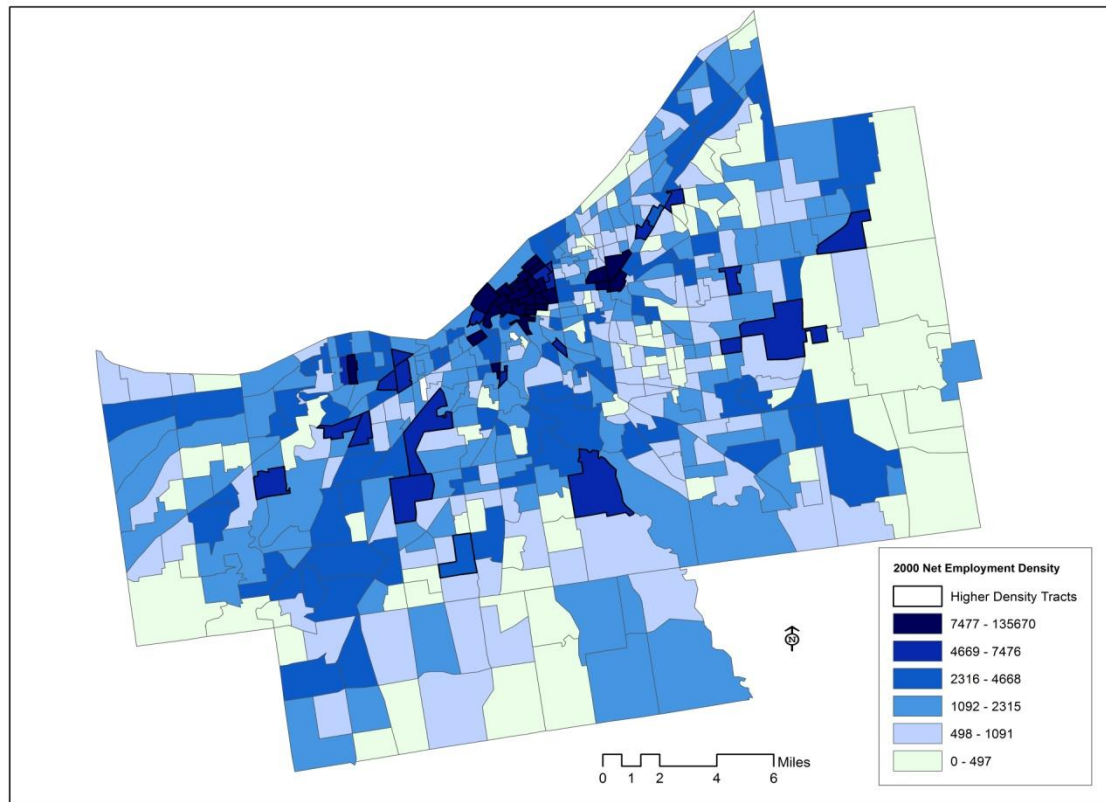 2000 Net Employment Density
Higher Density Tracts
7477 - 135670
4669 - 7476
2316 - 4668
1092 - 2315
498 - 1091
0 - 497
N
Miles
0 1 2 4 6